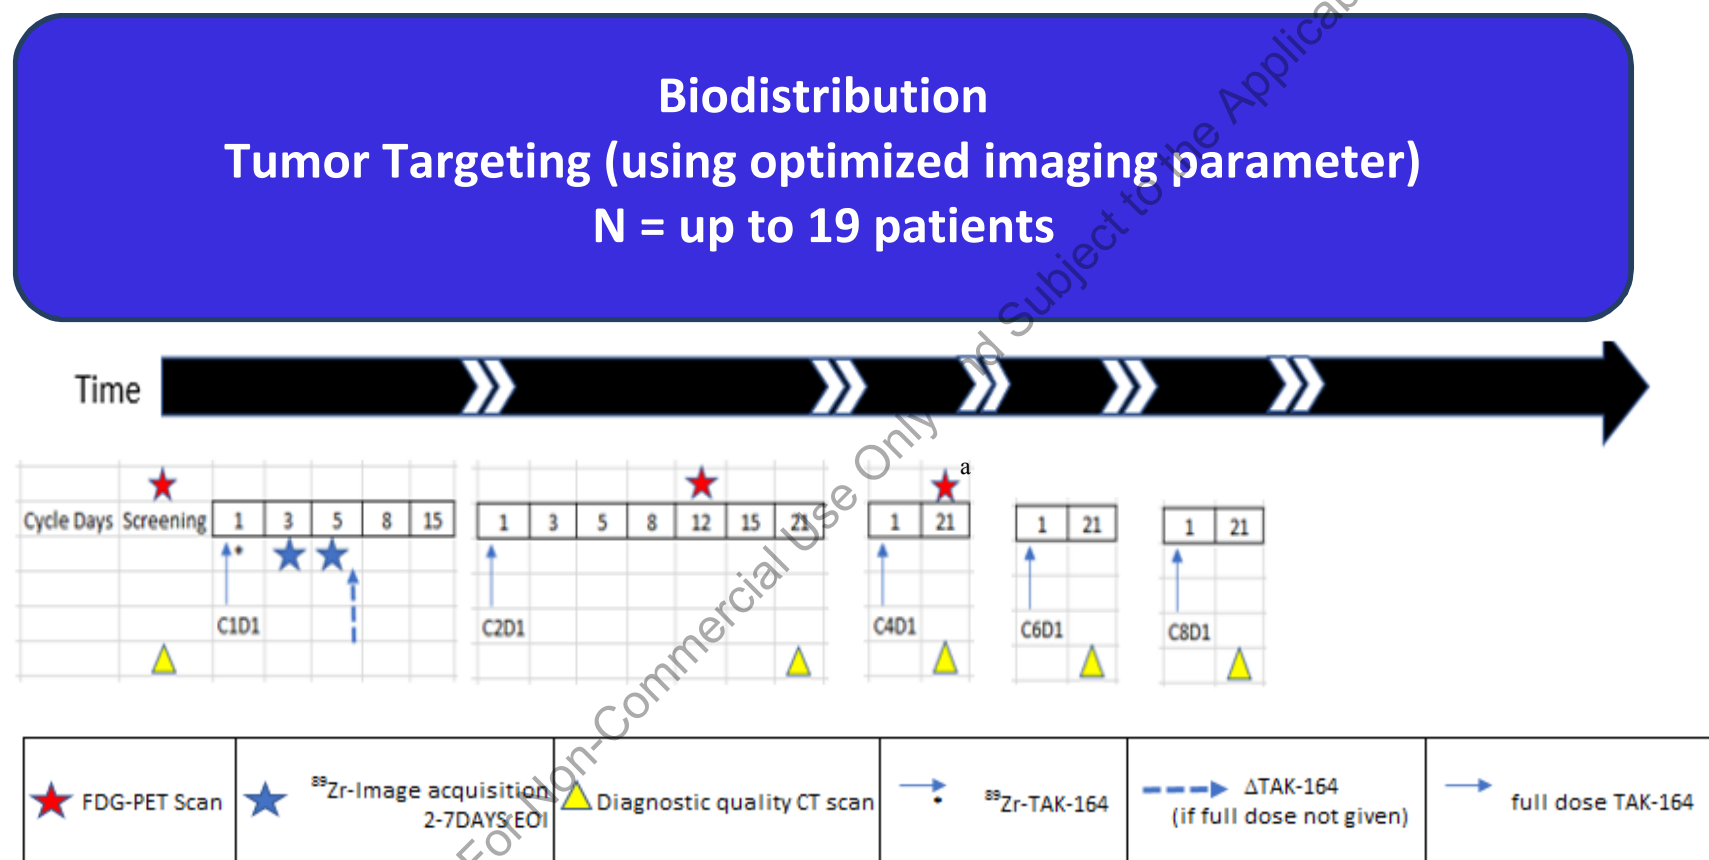 Biodistribution
Tumor Targeting (using optimized imaging parameter)
N = up to 19 patients
Time
a
Cycle Days Screening 1 3 5 8 15 1 3 5 8 12 15 21 1 21 1 21 1 21
*
C1D1 C2D1 C4D1 C6D1 C8D1
FDG-PET Scan
⁸⁹Zr-Image acquisition
2-7DAYS EOI
Diagnostic quality CT scan
*
⁸⁹Zr-TAK-164
ΔTAK-164
(if full dose not given)
full dose TAK-164
For Non-Commercial Use Only and Subject to the